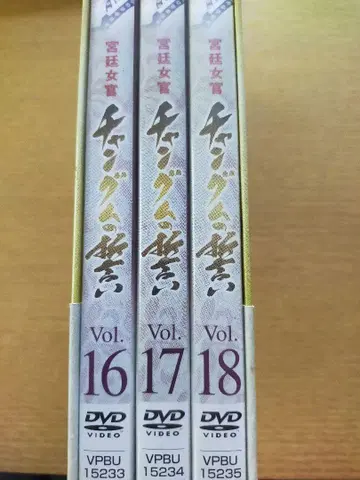 宮廷女官
チャングムの誓い
Vol.
16
DVD
VIDEO
VPBU
15233
宮廷女官
チャングムの誓い
Vol.
17
DVD
VIDEO
VPBU
15234
宮廷女官
チャングムの誓い
Vol.
18
DVD
VIDEO
VPBU
15235